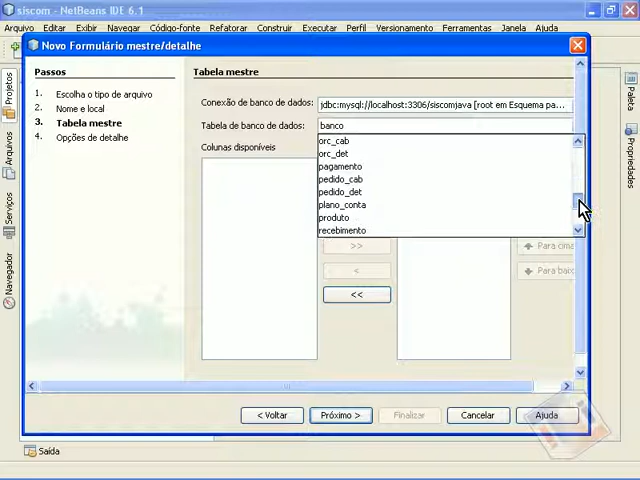 siscom - NetBeans IDE 6.1
Arquivo Editar Exibir Navegar Código-fonte Refatorar Construir Executar Perfil Versionamento Ferramentas Janela Ajuda
Novo Formulário mestre/detalhe
Passos
1. Escolha o tipo de arquivo
2. Nome e local
3. Tabela mestre
4. Opções de detalhe
Tabela mestre
Conexão de banco de dados: jdbc:mysql://localhost:3306/siscomjava [root em Esquema pa...
Tabela de banco de dados: banco
Colunas disponíveis
orc_cab
orc_det
pagamento
pedido_cab
pedido_det
plano_conta
produto
recebimento
>>
<
<<
Para cima
Para baix
< Voltar Próximo > Finalizar Cancelar Ajuda
Projetos
Arquivos
Serviços
Navegador
Paleta
Propriedades
Saída